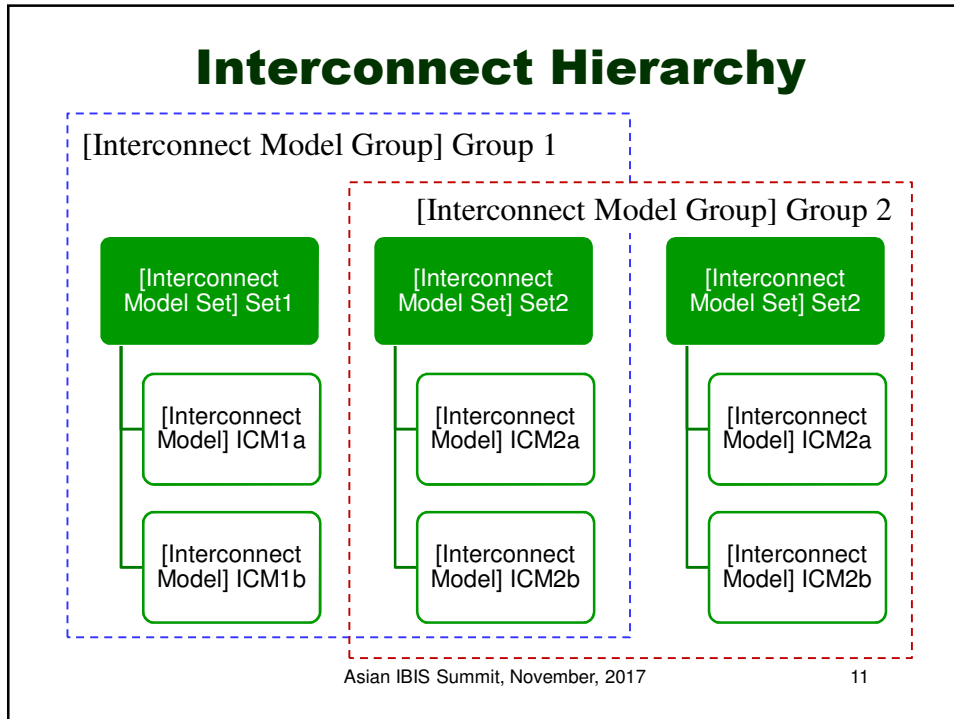 Interconnect Hierarchy
[Interconnect Model Group] Group 1
[Interconnect Model Group] Group 2
[Interconnect
Model Set] Set1
[Interconnect
Model] ICM1a
[Interconnect
Model] ICM1b
[Interconnect
Model Set] Set2
[Interconnect
Model] ICM2a
[Interconnect
Model] ICM2b
[Interconnect
Model Set] Set2
[Interconnect
Model] ICM2a
[Interconnect
Model] ICM2b
Asian IBIS Summit, November, 2017
11